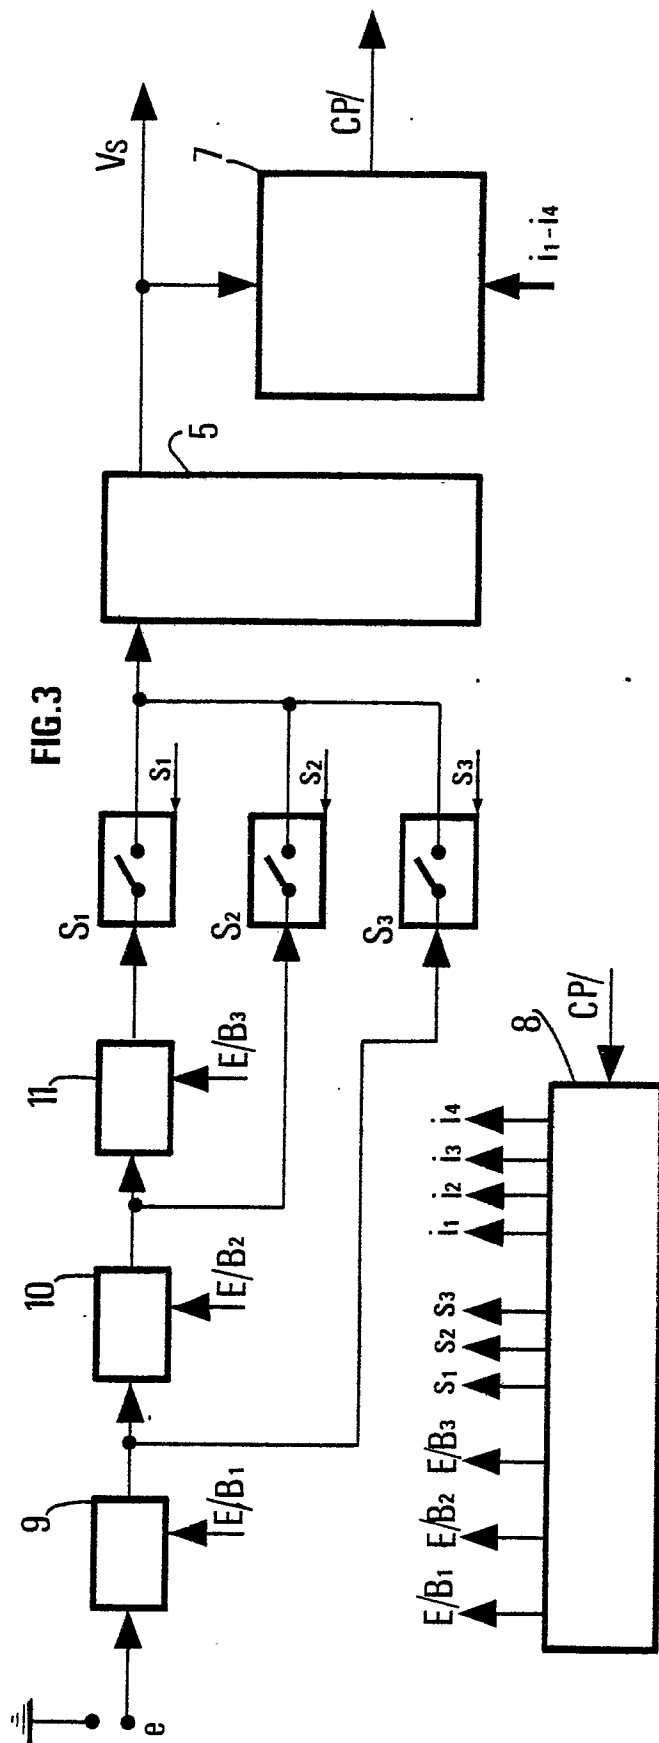 FIG.3
e
9
E/B1
10
E/B2
11
E/B3
S1
S1
S2
S2
S3
S3
5
Vs
7
i1-i4
CP/
8
CP/
E/B1
E/B2
E/B3
S1
S2
S3
i1
i2
i3
i4